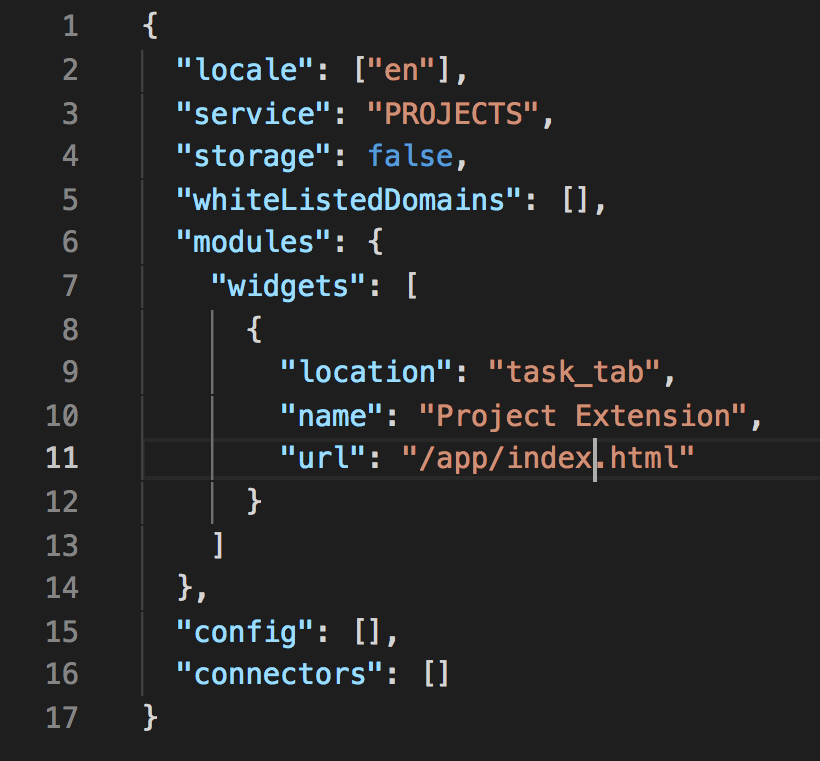 1 {
2 "locale": ["en"],
3 "service": "PROJECTS",
4 "storage": false,
5 "whiteListedDomains": [],
6 "modules": {
7 "widgets": [
8 {
9 "location": "task_tab",
10 "name": "Project Extension",
11 "url": "/app/index.html"
12 }
13 ]
14 },
15 "config": [],
16 "connectors": []
17 }